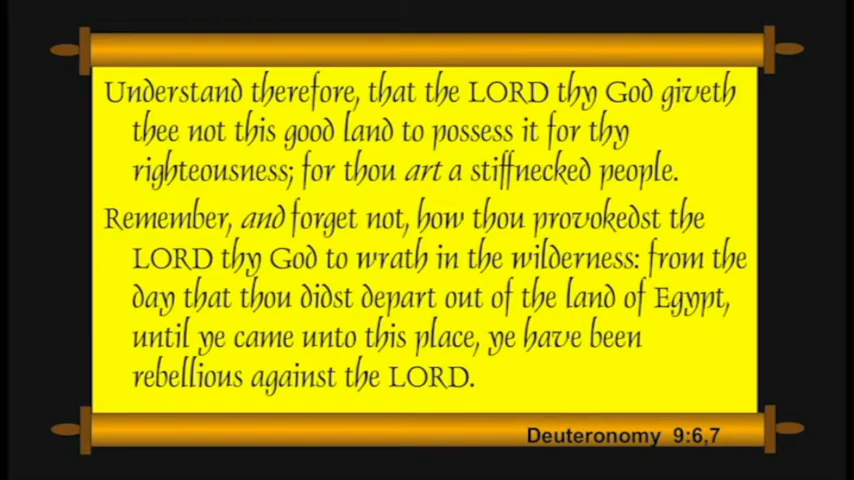 Understand therefore, that the LORD thy God giveth
thee not this good land to possess it for thy
righteousness; for thou art a stiffnecked people.
Remember, and forget not, how thou provokedst the
LORD thy God to wrath in the wilderness: from the
day that thou didst depart out of the land of Egypt,
until ye came unto this place, ye have been
rebellious against the LORD.
Deuteronomy 9:6,7